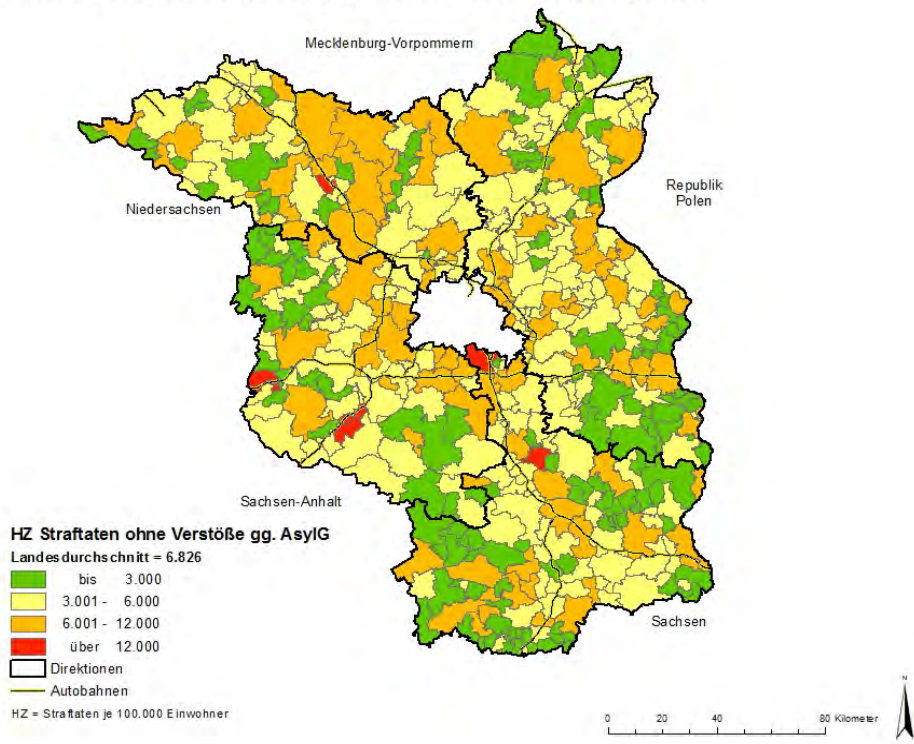 Mecklenburg-Vorpommern
Republik
Polen
Niedersachsen
Sachsen-Anhalt
Sachsen
HZ Straftaten ohne Verstöße gg. AsylG
Landesdurchschnitt = 6.826
bis 3.000
3.001 - 6.000
6.001 - 12.000
über 12.000
Direktionen
Autobahnen
HZ = Straftaten je 100.000 Einwohner
N
0 20 40 80 Kilometer